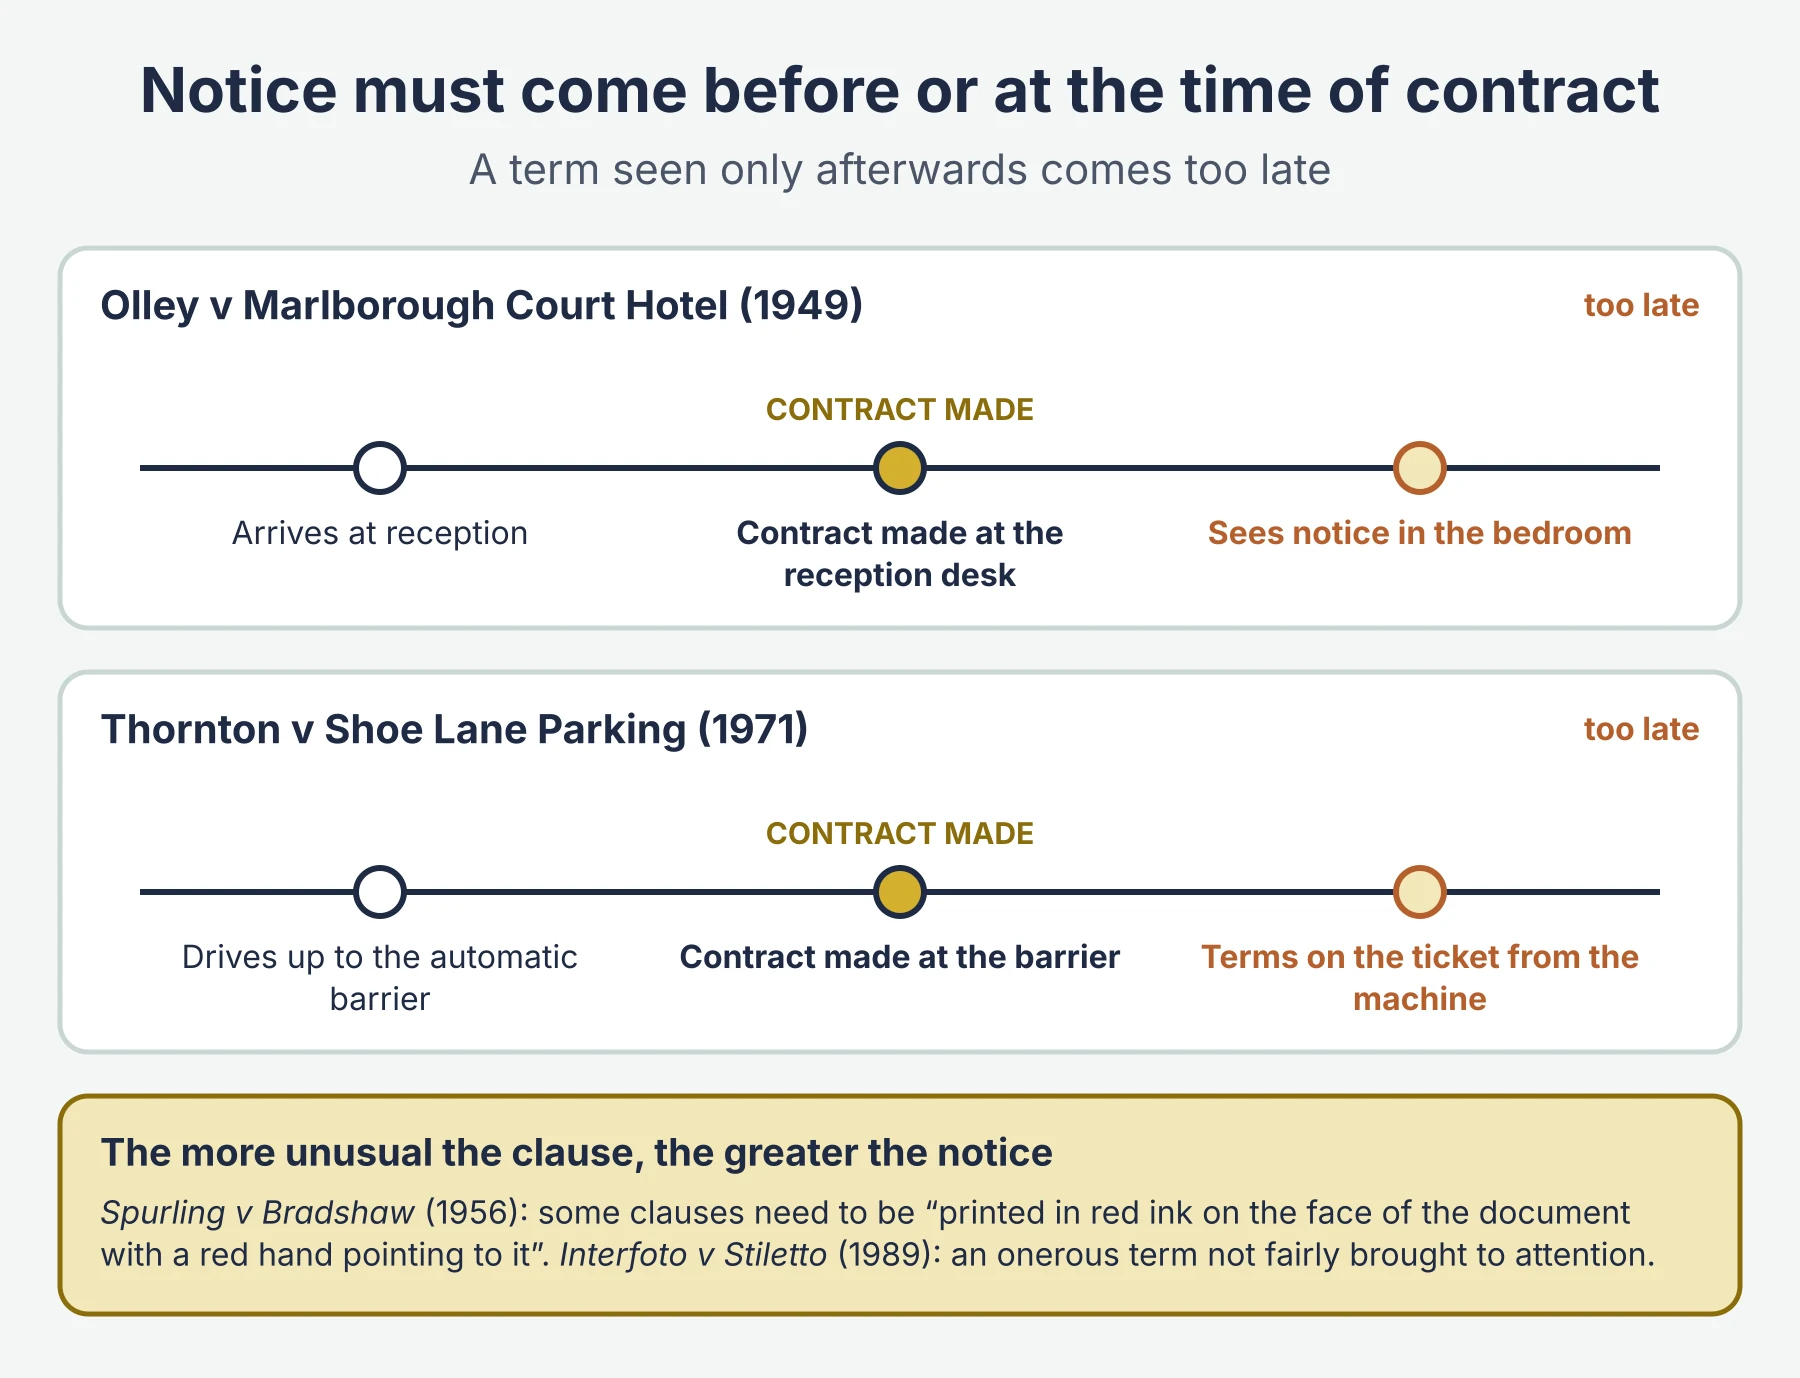 Notice must come before or at the time of contract
A term seen only afterwards comes too late
Olley v Marlborough Court Hotel (1949)
too late
CONTRACT MADE
Arrives at reception
Contract made at the
reception desk
Sees notice in the bedroom
Thornton v Shoe Lane Parking (1971)
too late
CONTRACT MADE
Drives up to the automatic
barrier
Contract made at the barrier
Terms on the ticket from the
machine
The more unusual the clause, the greater the notice
Spurling v Bradshaw (1956): some clauses need to be “printed in red ink on the face of the document
with a red hand pointing to it”. Interfoto v Stiletto (1989): an onerous term not fairly brought to attention.